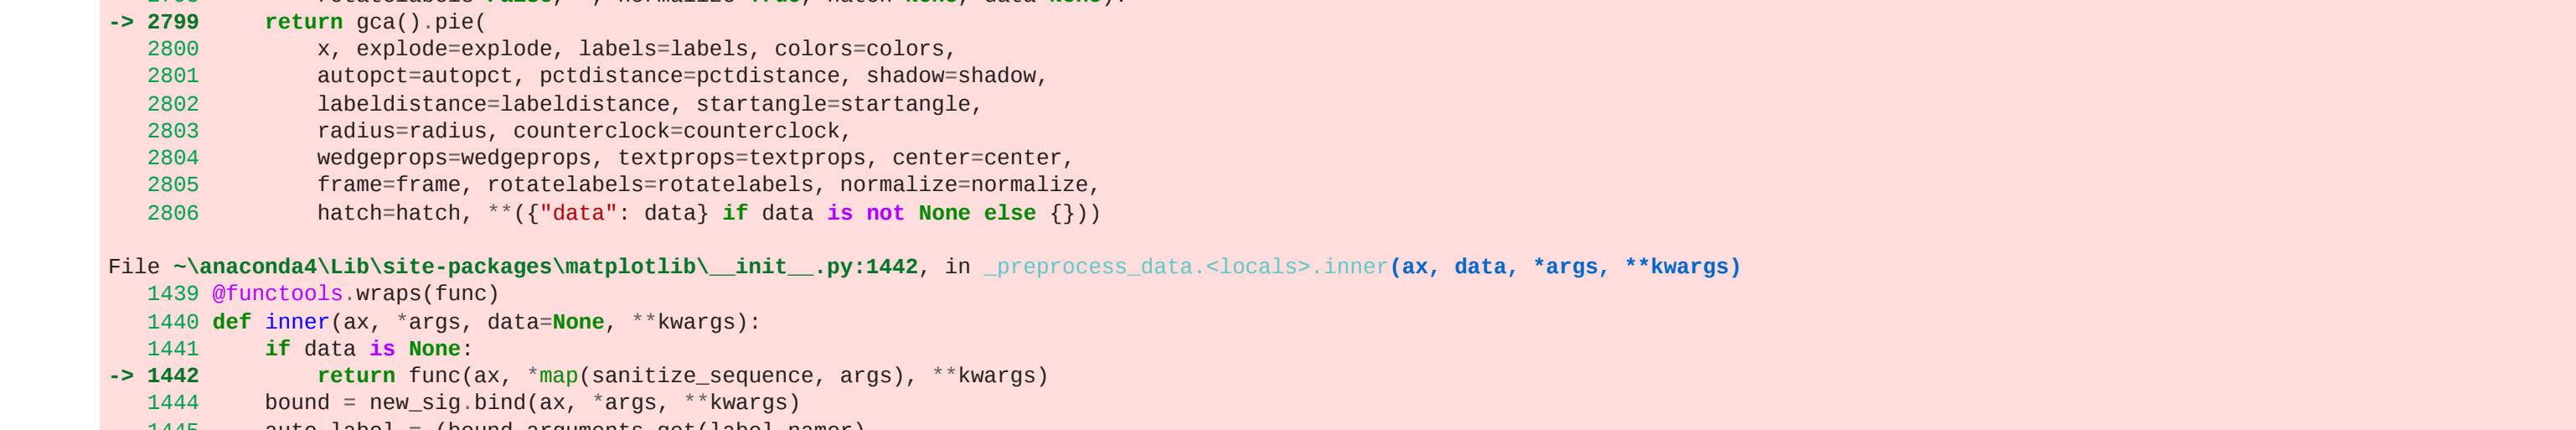 -> 2799     return gca().pie(
   2800         x, explode=explode, labels=labels, colors=colors,
   2801         autopct=autopct, pctdistance=pctdistance, shadow=shadow,
   2802         labeldistance=labeldistance, startangle=startangle,
   2803         radius=radius, counterclock=counterclock,
   2804         wedgeprops=wedgeprops, textprops=textprops, center=center,
   2805         frame=frame, rotatelabels=rotatelabels, normalize=normalize,
   2806         hatch=hatch, **({"data": data} if data is not None else {}))
File ~\anaconda4\Lib\site-packages\matplotlib\__init__.py:1442, in _preprocess_data.<locals>.inner(ax, data, *args, **kwargs)
   1439 @functools.wraps(func)
   1440 def inner(ax, *args, data=None, **kwargs):
   1441     if data is None:
-> 1442         return func(ax, *map(sanitize_sequence, args), **kwargs)
   1444     bound = new_sig.bind(ax, *args, **kwargs)